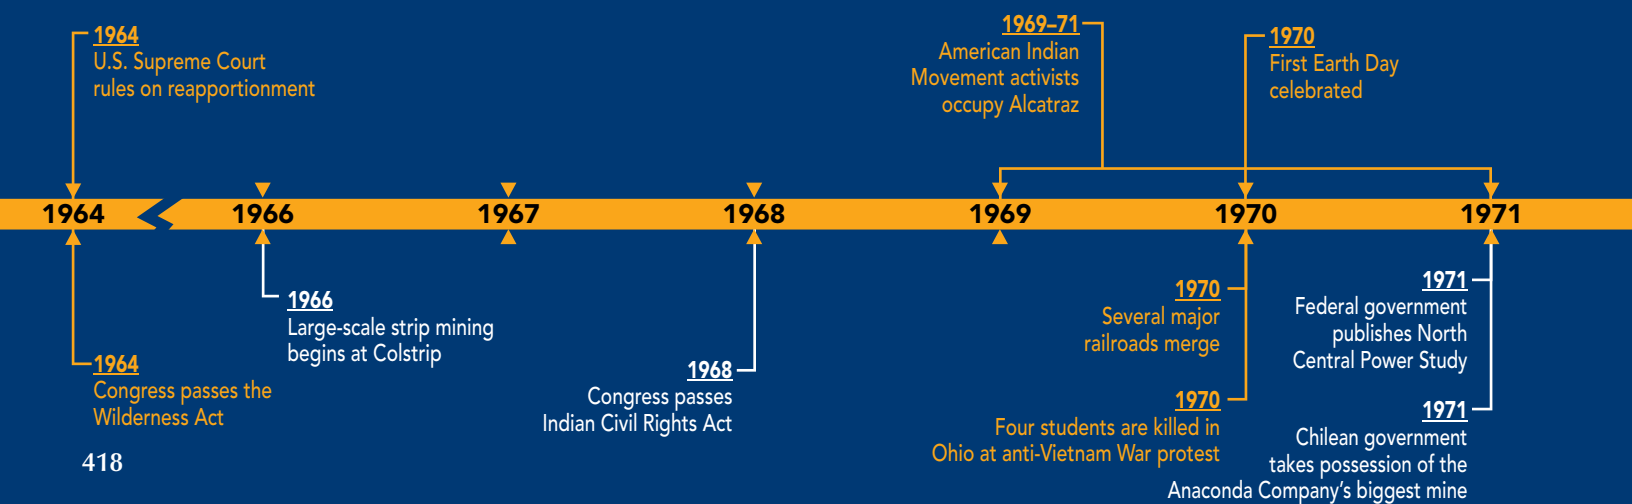 1964
U.S. Supreme Court
rules on reapportionment
1969–71
American Indian
Movement activists
occupy Alcatraz
1970
First Earth Day
celebrated
1964
1966
1967
1968
1969
1970
1971
1964
Congress passes the
Wilderness Act
1966
Large-scale strip mining
begins at Colstrip
1968
Congress passes
Indian Civil Rights Act
1970
Several major
railroads merge
1970
Four students are killed in
Ohio at anti-Vietnam War protest
1971
Federal government
publishes North
Central Power Study
1971
Chilean government
takes possession of the
Anaconda Company’s biggest mine
418